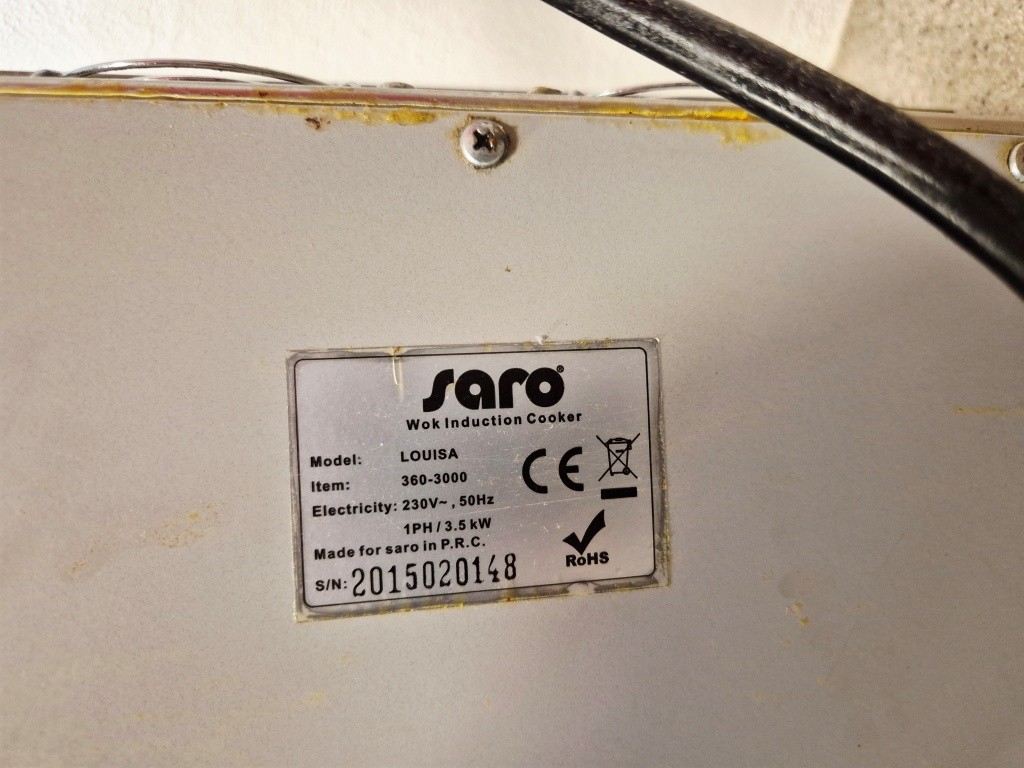 saro®
Wok Induction Cooker
Model: LOUISA
Item: 360-3000
Electricity: 230V~ , 50Hz
1PH / 3.5 kW
Made for saro in P.R.C.
S/N: 2015020148
CE
RoHS